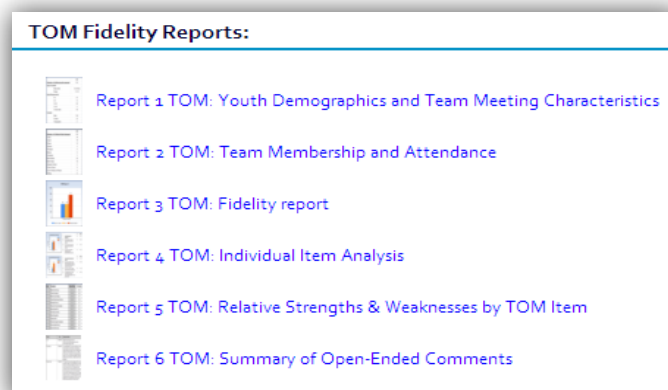 TOM Fidelity Reports:
Report 1 TOM: Youth Demographics and Team Meeting Characteristics
Report 2 TOM: Team Membership and Attendance
Report 3 TOM: Fidelity report
Report 4 TOM: Individual Item Analysis
Report 5 TOM: Relative Strengths & Weaknesses by TOM Item
Report 6 TOM: Summary of Open-Ended Comments